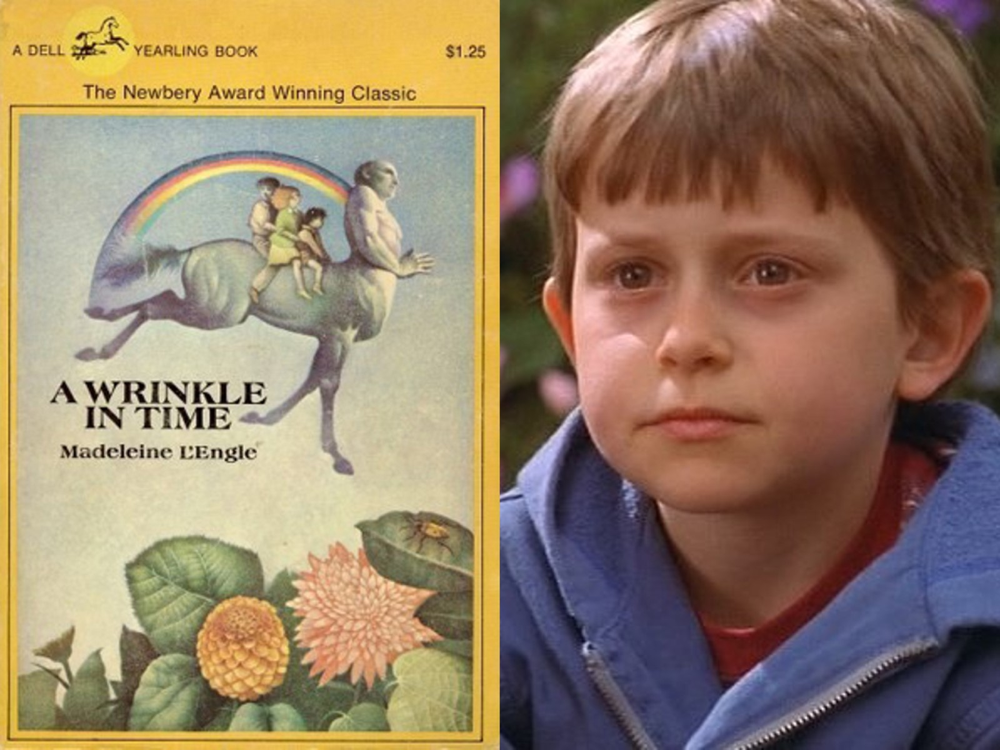 A DELL YEARLING BOOK $1.25
The Newbery Award Winning Classic
A WRINKLE
IN TIME
Madeleine L'Engle